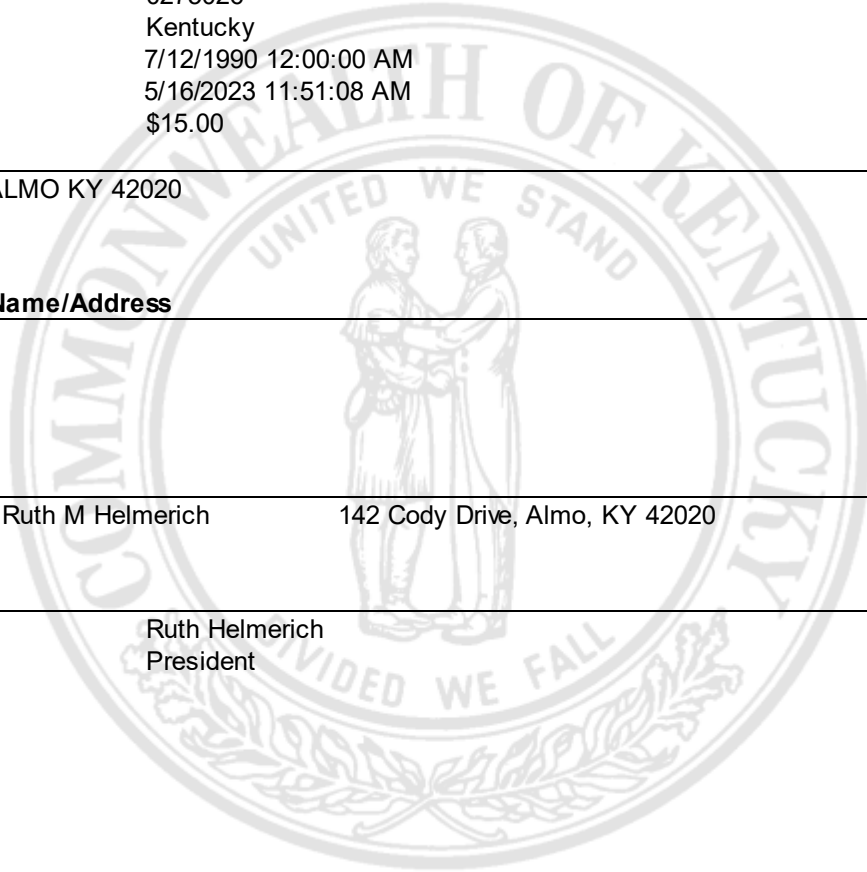 Kentucky
7/12/1990 12:00:00 AM
5/16/2023 11:51:08 AM
$15.00
KY 42020
Name/Address
Ruth M Helmerich 142 Cody Drive, Almo, KY 42020
Ruth Helmerich
President
COMMONWEALTH OF KENTUCKY
UNITED WE STAND
DIVIDED WE FALL